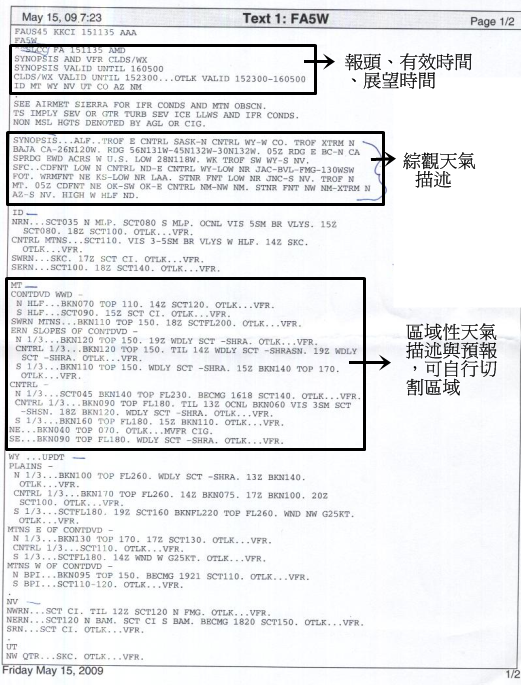 May 15, 09 7:23
Text 1: FA5W
Page 1/2
FAUS45 KKCI 151135 AAA
FA5W
SLCC FA 151135 AMD
SYNOPSIS AND VFR CLDS/WX
SYNOPSIS VALID UNTIL 160500
CLDS/WX VALID UNTIL 152300...OTLK VALID 152300-160500
ID MT WY NV UT CO AZ NM
報頭、有效時間
、展望時間
SEE AIRMET SIERRA FOR IFR CONDS AND MTN OBSCN.
TS IMPLY SEV OR GTR TURB SEV ICE LLWS AND IFR CONDS.
NON MSL HGTS DENOTED BY AGL OR CIG.
SYNOPSIS...ALF..TROF E CNTRL SASK-N CNTRL WY-W CO. TROF XTRM N
BAJA CA-26N120W. RDG 56N131W-45N132W-30N132W. 05Z RDG E BC-N CA
SPRDG EWD ACRS W U.S. LOW 28N118W. WK TROF SW WY-S NV.
SFC..CDFNT LOW N CNTRL ND-E CNTRL WY-LOW NR JAC-BVL-FMG-130WSW
FOT. WRMFNT NE KS-LOW NR LAA. STNR FNT LOW NR JNC-S NV. TROF N
MT. 05Z CDFNT NE OK-SW OK-E CNTRL NM-NW NM. STNR FNT NW NM-XTRM N
AZ-S NV. HIGH W HLF ND.
綜觀天氣
描述
ID
NRN...SCT035 N MLP. SCT080 S MLP. OCNL VIS 5SM BR VLYS. 15Z
SCT080. 18Z SCT100. OTLK...VFR.
CNTRL MTNS...SCT110. VIS 3-5SM BR VLYS W HLF. 14Z SKC.
OTLK...VFR.
SWRN...SKC. 17Z SCT CI. OTLK...VFR.
SERN...SCT100. 18Z SCT140. OTLK...VFR.
MT
CONTDVD WWD -
N HLF...BKN070 TOP 110. 14Z SCT120. OTLK...VFR.
S HLF...SCT090. 15Z SCT CI. OTLK...VFR.
SWRN MTNS...BKN110 TOP 150. 18Z SCTFL200. OTLK...VFR.
ERN SLOPES OF CONTDVD -
N 1/3...BKN120 TOP 150. 19Z WDLY SCT -SHRA. OTLK...VFR.
CNTRL 1/3...BKN120 TOP 150. TIL 14Z WDLY SCT -SHRASN. 19Z WDLY
SCT -SHRA. OTLK...VFR.
S 1/3...BKN110 TOP 150. WDLY SCT -SHRA. 15Z BKN140 TOP 170.
OTLK...VFR.
CNTRL -
N 1/3...SCT045 BKN140 TOP FL230. BECMG 1618 SCT140. OTLK...VFR.
CNTRL 1/3...BKN090 TOP FL180. TIL 13Z OCNL BKN060 VIS 3SM SCT
-SHSN. 18Z BKN120. WDLY SCT -SHRA. OTLK...VFR.
S 1/3...BKN160 TOP FL180. 15Z BKN110. OTLK...VFR.
NE...BKN040 TOP 070. OTLK...MVFR CIG.
SE...BKN090 TOP FL180. WDLY SCT -SHRA. OTLK...VFR.
區域性天氣
描述與預報
，可自行切
割區域
WY ...UPDT
PLAINS -
N 1/3...BKN100 TOP FL260. WDLY SCT -SHRA. 13Z BKN140.
OTLK...VFR.
CNTRL 1/3...BKN170 TOP FL260. 14Z BKN075. 17Z BKN100. 20Z
SCT100. OTLK...VFR.
S 1/3...SCTFL180. 19Z SCT160 BKNFL220 TOP FL260. WND NW G25KT.
OTLK...VFR.
MTNS E OF CONTDVD -
N 1/3...BKN130 TOP 170. 17Z SCT130. OTLK...VFR.
CNTRL 1/3...SCT110. OTLK...VFR.
S 1/3...SCTFL180. 14Z WND W G25KT. OTLK...VFR.
MTNS W OF CONTDVD -
N BPI...BKN095 TOP 150. BECMG 1921 SCT110. OTLK...VFR.
S BPI...SCT110-120. OTLK...VFR.
.
NV
NWRN...SCT CI. TIL 12Z SCT120 N FMG. OTLK...VFR.
NERN...SCT120 N BAM. SCT CI S BAM. BECMG 1820 SCT150. OTLK...VFR.
SRN...SCT CI. OTLK...VFR.
.
UT
NW QTR...SKC. OTLK...VFR.
Friday May 15, 2009
1/2